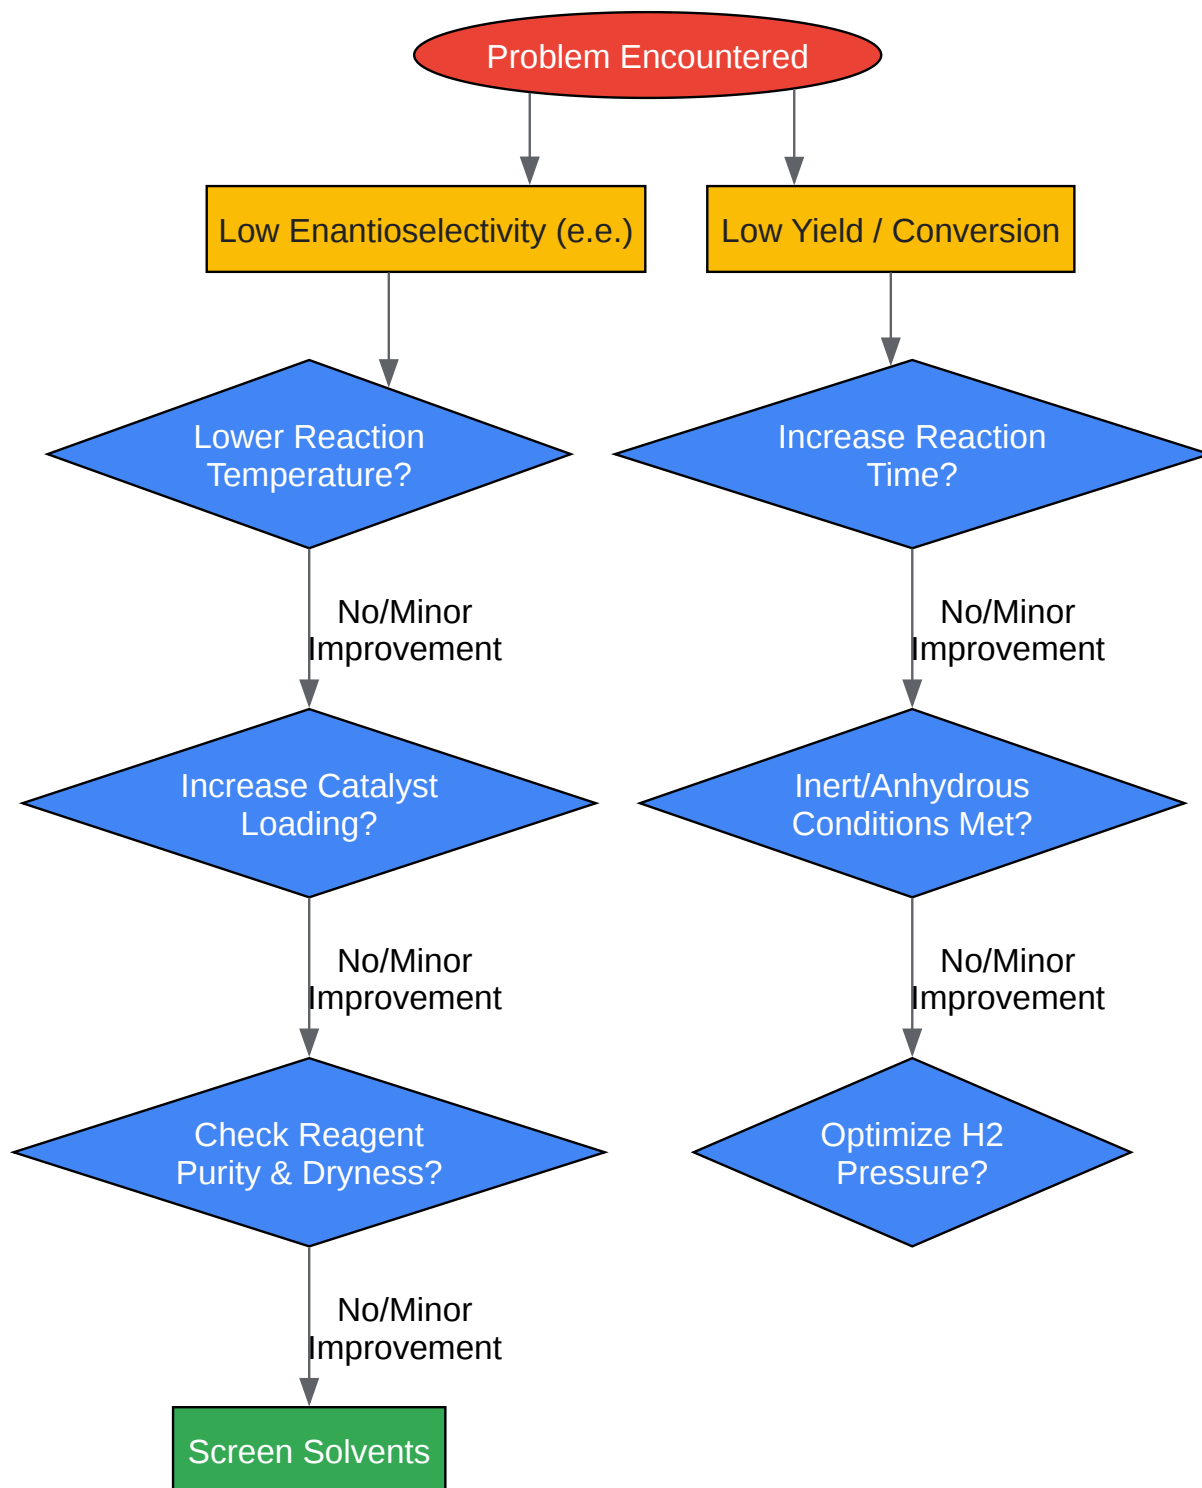 Problem Encountered
Low Enantioselectivity (e.e.)
Low Yield / Conversion
Lower Reaction
Temperature?
Increase Reaction
Time?
No/Minor
Improvement
No/Minor
Improvement
Increase Catalyst
Loading?
Inert/Anhydrous
Conditions Met?
No/Minor
Improvement
No/Minor
Improvement
Check Reagent
Purity & Dryness?
Optimize H2
Pressure?
No/Minor
Improvement
Screen Solvents